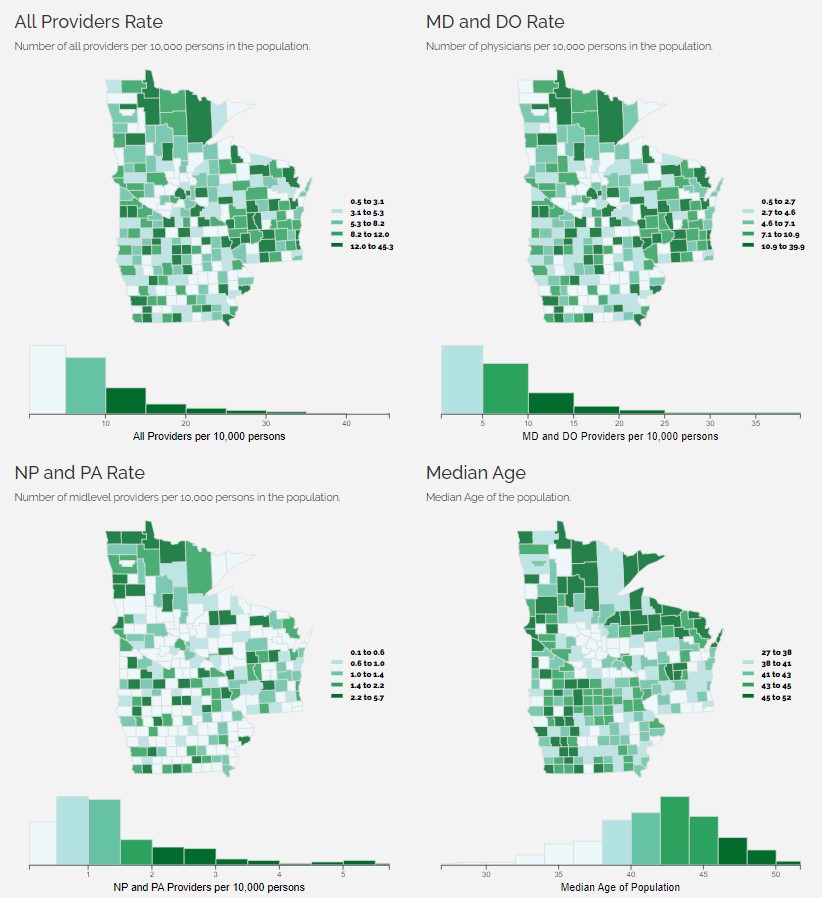 All Providers Rate
Number of all providers per 10,000 persons in the population.
0.5 to 3.1
3.1 to 5.3
5.3 to 8.2
8.2 to 12.0
12.0 to 45.3
10 20 30 40
All Providers per 10,000 persons
MD and DO Rate
Number of physicians per 10,000 persons in the population.
0.5 to 2.7
2.7 to 4.6
4.6 to 7.1
7.1 to 10.9
10.9 to 39.9
5 10 15 20 25 30 35
MD and DO Providers per 10,000 persons
NP and PA Rate
Number of midlevel providers per 10,000 persons in the population.
0.1 to 0.6
0.6 to 1.0
1.0 to 1.4
1.4 to 2.2
2.2 to 5.7
1 2 3 4 5
NP and PA Providers per 10,000 persons
Median Age
Median Age of the population.
27 to 38
38 to 41
41 to 43
43 to 45
45 to 52
30 35 40 45 50
Median Age of Population